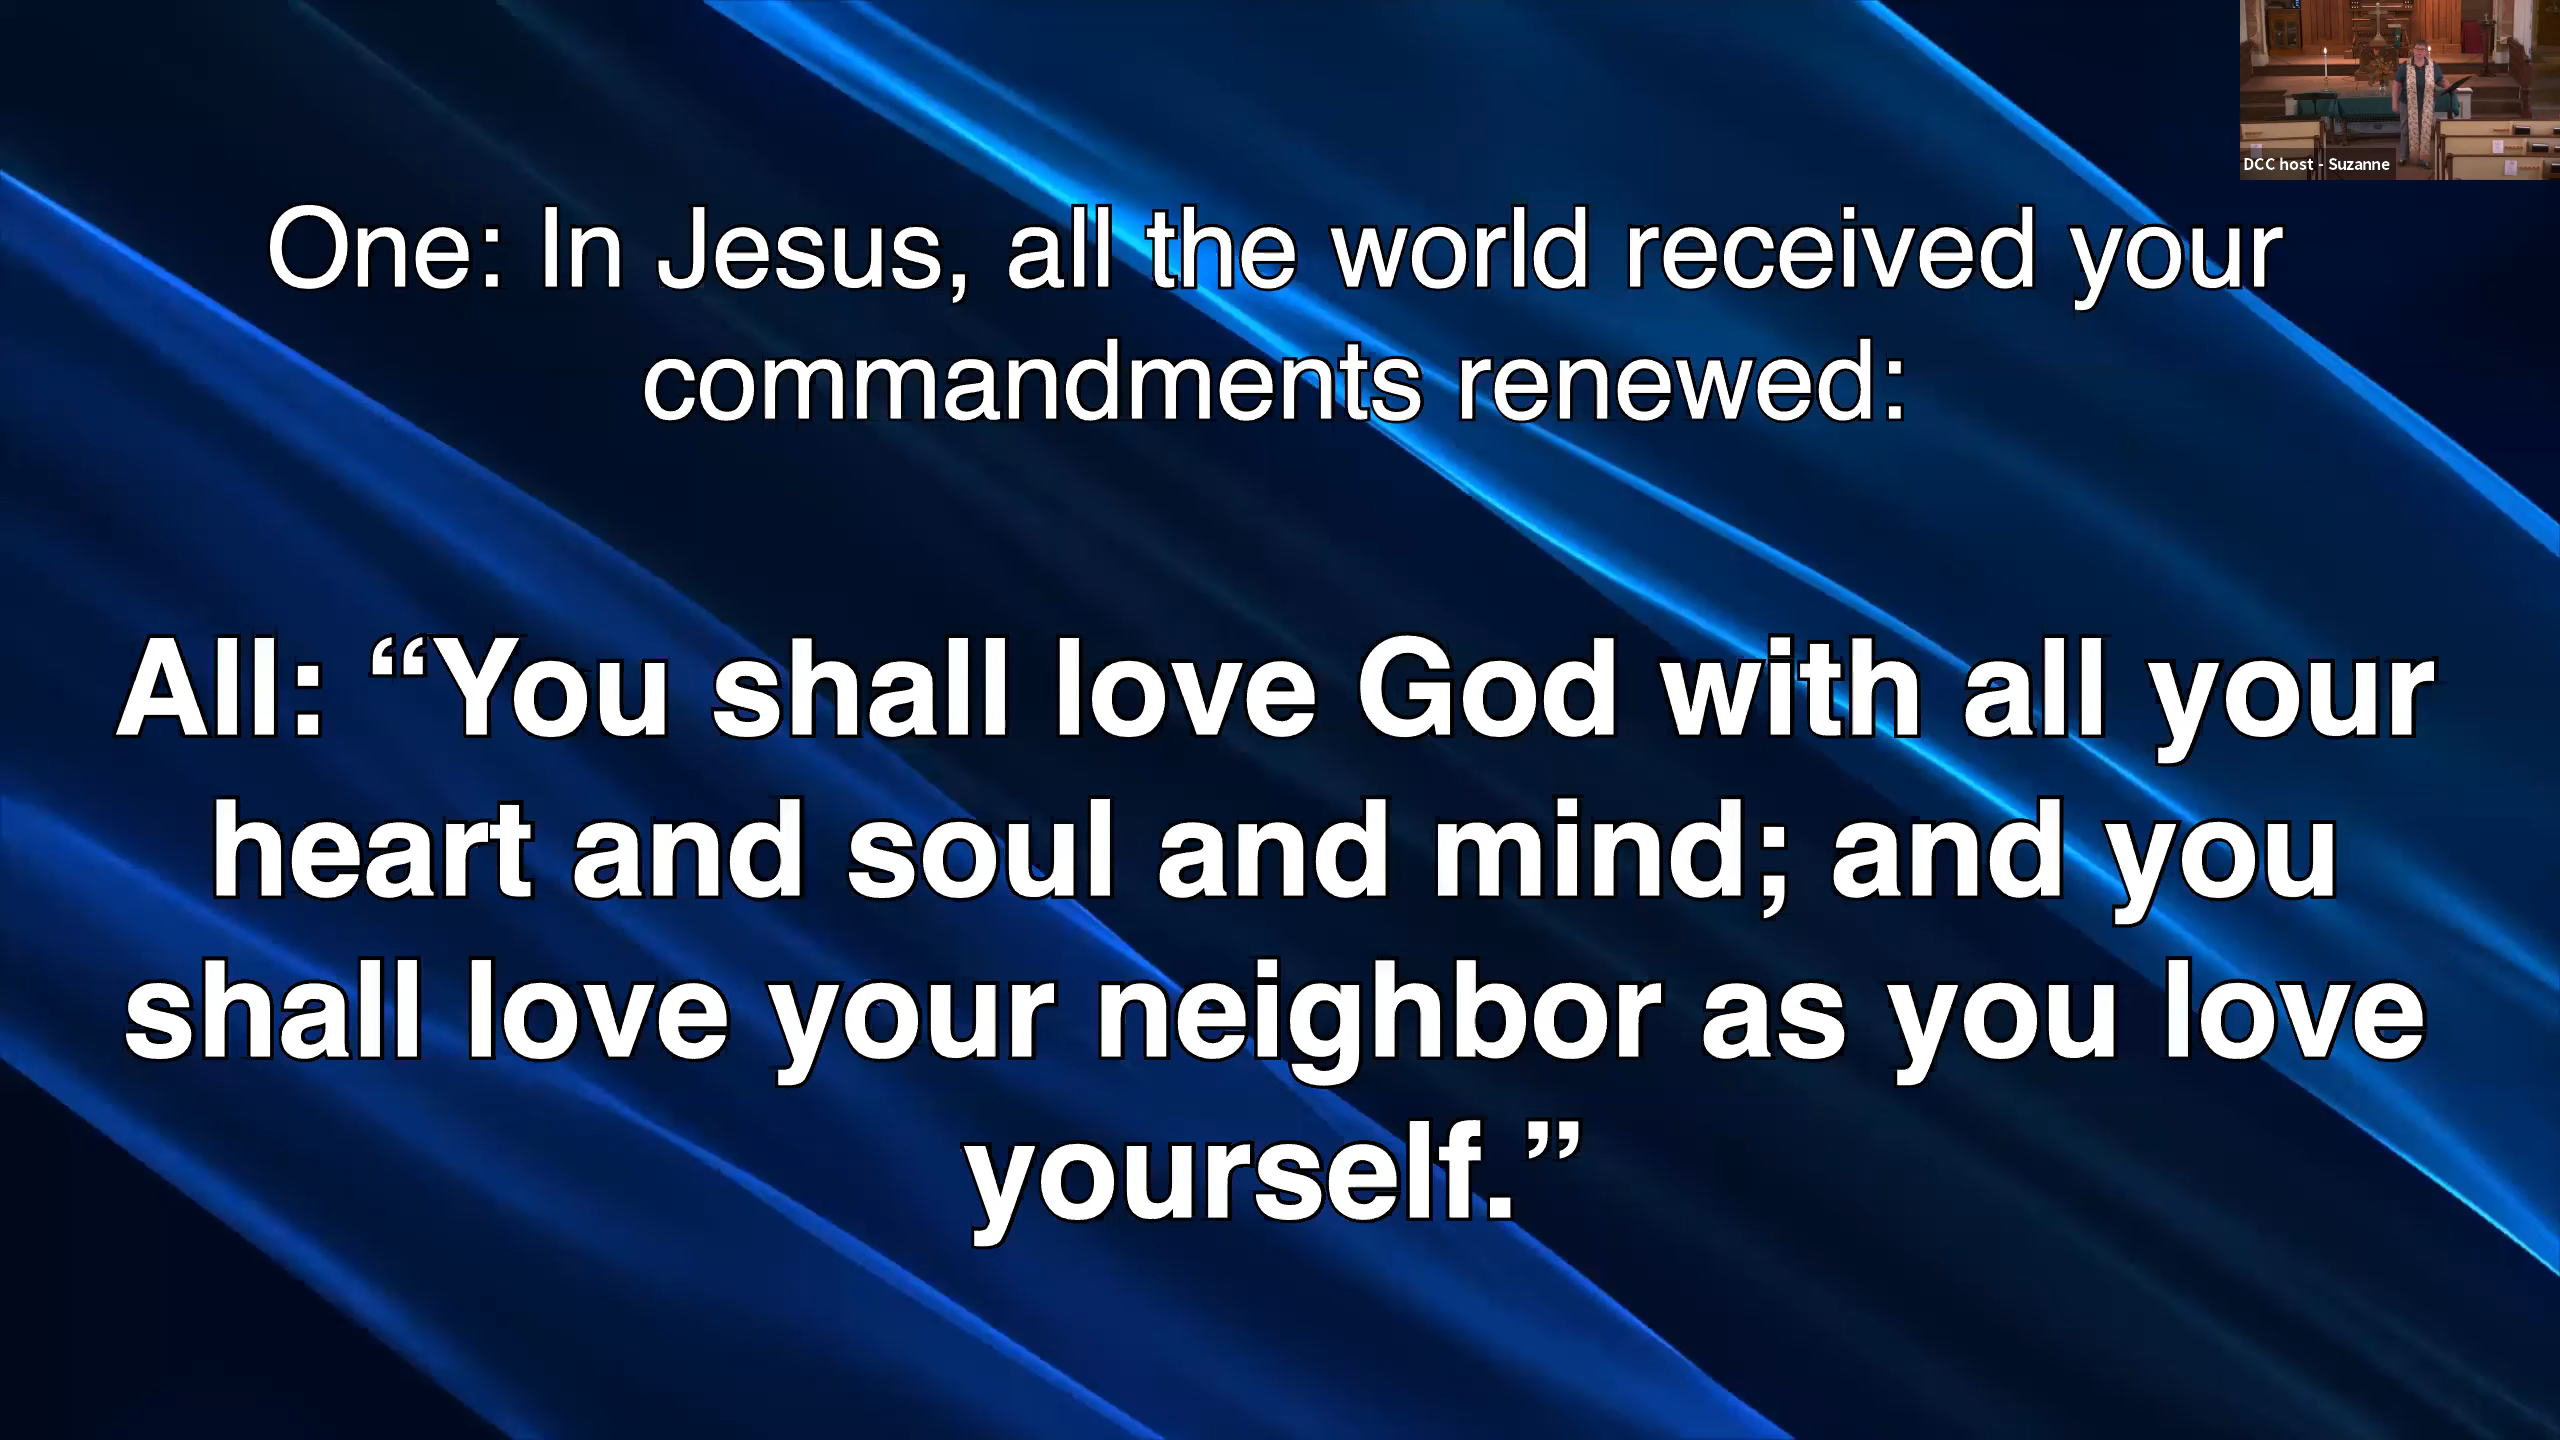 DCC host - Suzanne
One: In Jesus, all the world received your
commandments renewed:
All: “You shall love God with all your
heart and soul and mind; and you
shall love your neighbor as you love
yourself.”